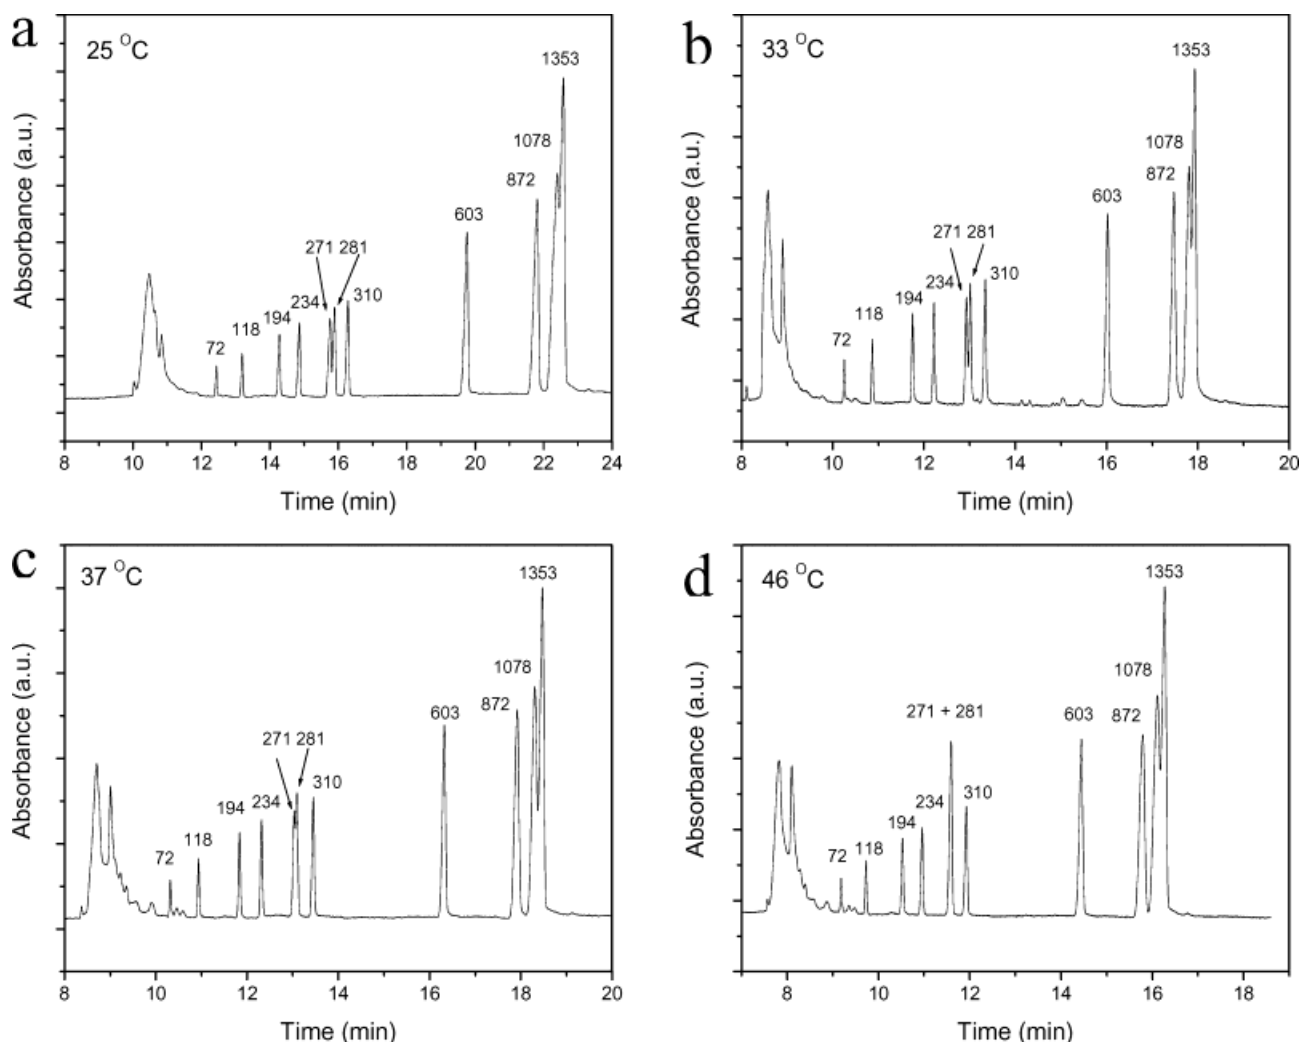 a
25 °C
Absorbance (a.u.)
72
118
194
234
271 281
310
603
872
1078
1353
8 10 12 14 16 18 20 22 24
Time (min)
b
33 °C
Absorbance (a.u.)
72
118
194
234
271 281
310
603
872
1078
1353
8 10 12 14 16 18 20
Time (min)
c
37 °C
Absorbance (a.u.)
72
118
194
234
271 281
310
603
872
1078
1353
8 10 12 14 16 18 20
Time (min)
d
46 °C
Absorbance (a.u.)
72
118
194
234
271 + 281
310
603
872
1078
1353
8 10 12 14 16 18
Time (min)